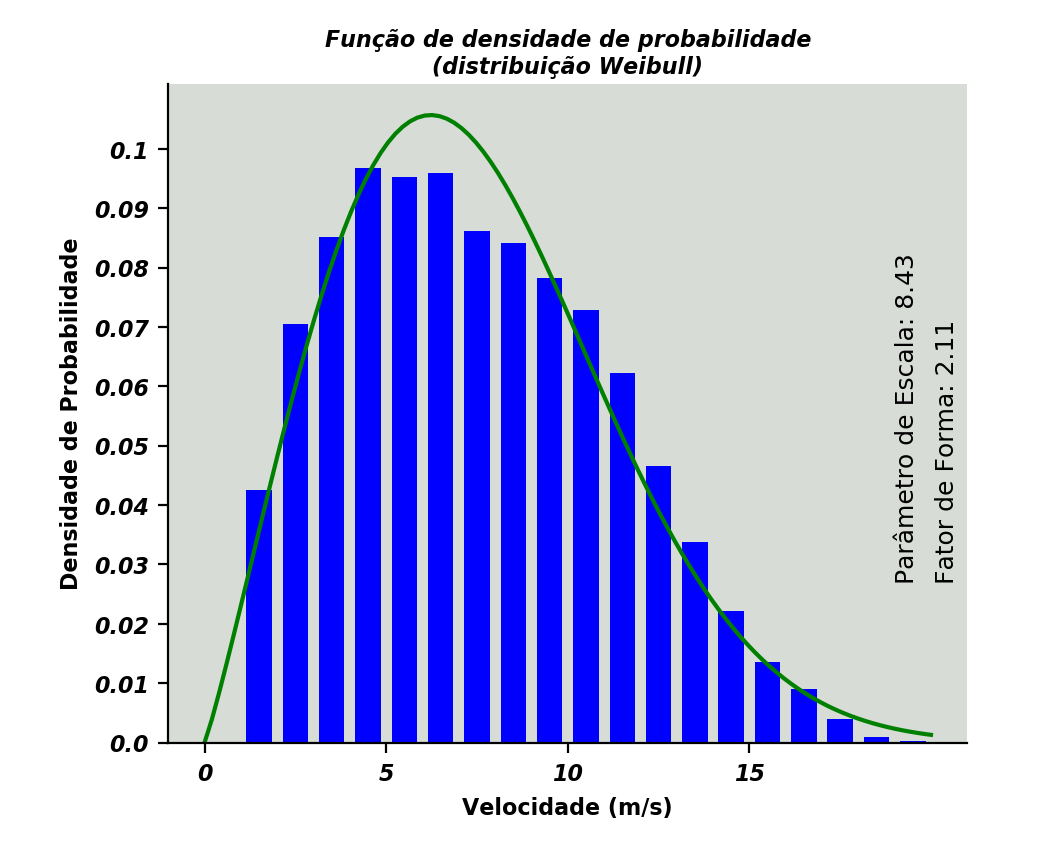 Função de densidade de probabilidade
(distribuição Weibull)
Densidade de Probabilidade
0.1
0.09
0.08
0.07
0.06
0.05
0.04
0.03
0.02
0.01
0.0
0 5 10 15
Velocidade (m/s)
Parâmetro de Escala: 8.43
Fator de Forma: 2.11